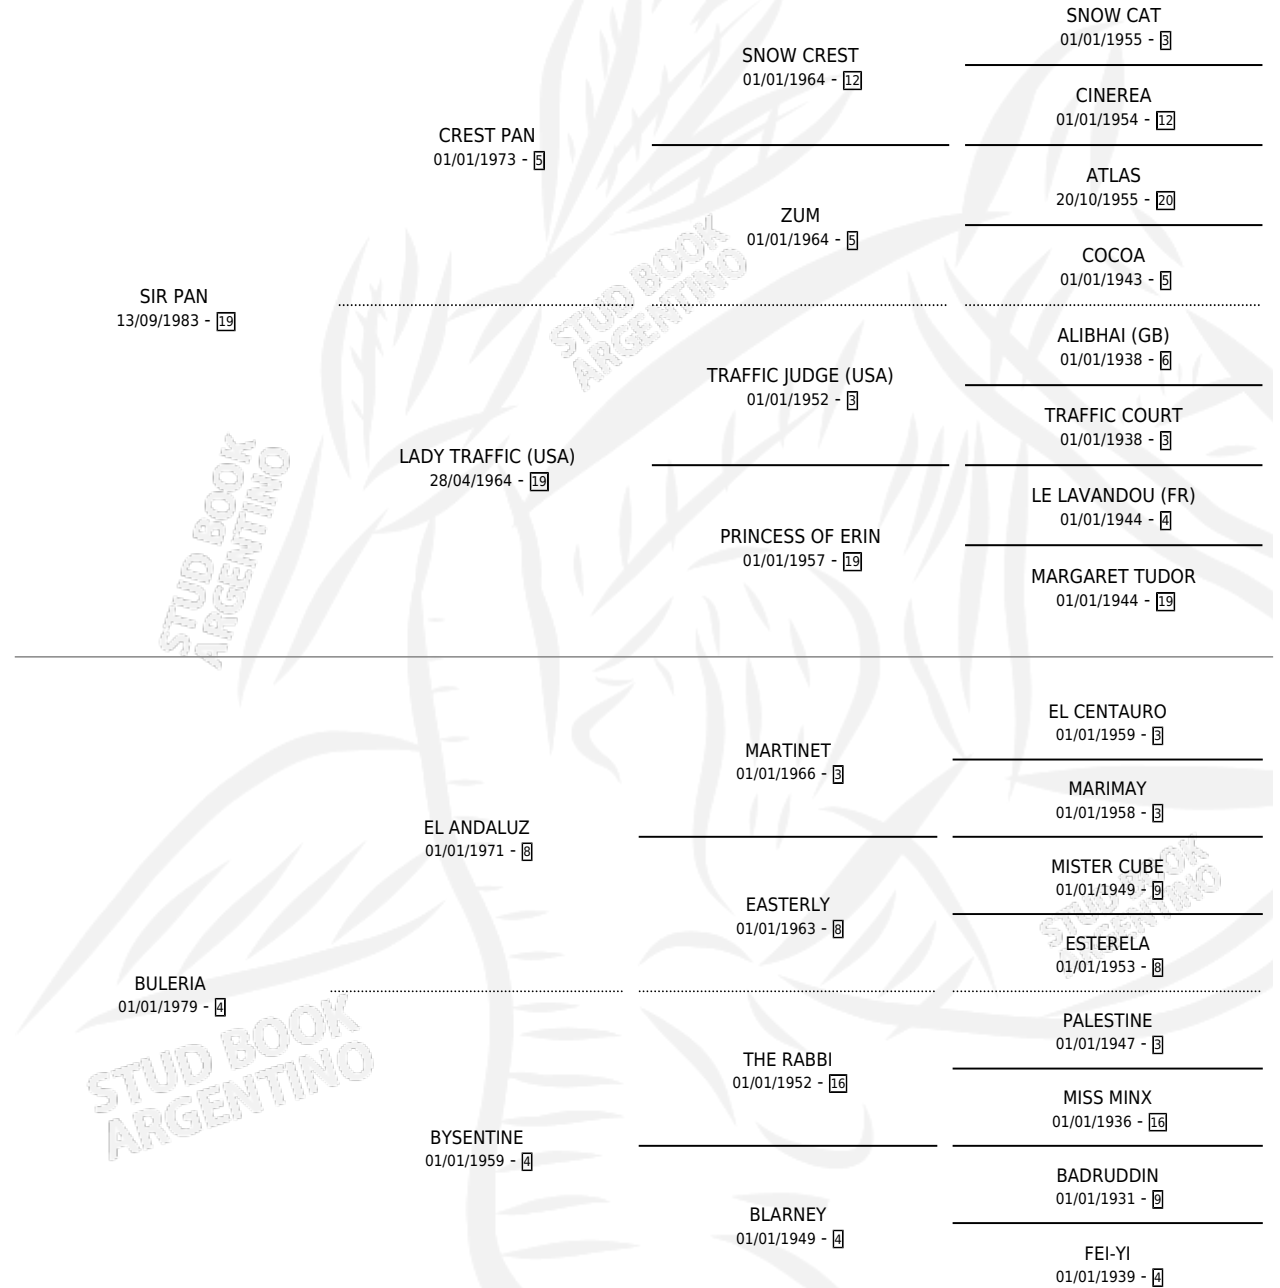 SNOW CAT
01/01/1955 - 3
SNOW CREST
01/01/1964 - 12
CINEREA
01/01/1954 - 12
CREST PAN
01/01/1973 - 5
ATLAS
20/10/1955 - 20
ZUM
01/01/1964 - 5
COCOA
01/01/1943 - 5
SIR PAN
13/09/1983 - 19
ALIBHAI (GB)
01/01/1938 - 6
TRAFFIC JUDGE (USA)
01/01/1952 - 3
TRAFFIC COURT
01/01/1938 - 3
LADY TRAFFIC (USA)
28/04/1964 - 19
LE LAVANDOU (FR)
01/01/1944 - 4
PRINCESS OF ERIN
01/01/1957 - 19
MARGARET TUDOR
01/01/1944 - 19
STUD BOOK
ARGENTINO
STUD BOOK
ARGENTINO
EL CENTAURO
01/01/1959 - 3
MARTINET
01/01/1966 - 3
MARIMAY
01/01/1958 - 3
EL ANDALUZ
01/01/1971 - 8
MISTER CUBE
01/01/1949 - 9
EASTERLY
01/01/1963 - 8
ESTERELA
01/01/1953 - 8
BULERIA
01/01/1979 - 4
PALESTINE
01/01/1947 - 3
THE RABBI
01/01/1952 - 16
MISS MINX
01/01/1936 - 16
BYSENTINE
01/01/1959 - 4
BADRUDDIN
01/01/1931 - 9
BLARNEY
01/01/1949 - 4
FEI-YI
01/01/1939 - 4
STUD BOOK
ARGENTINO
STUD BOOK
ARGENTINO